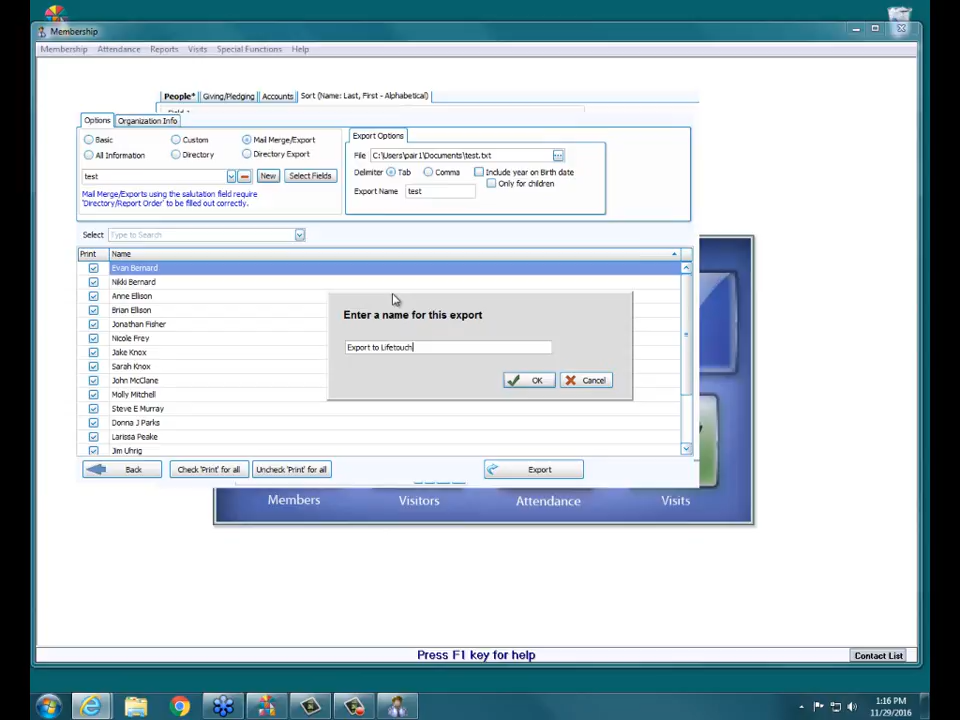 Membership
Membership Attendance Reports Visits Special Functions Help
People* Giving/Pledging Accounts Sort (Name: Last, First - Alphabetical)
Options Organization Info
Basic Custom Mail Merge/Export
All Information Directory Directory Export
test New Select Fields
Mail Merge/Exports using the salutation field require
'Directory/Report Order' to be filled out correctly.
Export Options
File C:\Users\pair1\Documents\test.txt
Delimiter Tab Comma Include year on Birth date
Only for children
Export Name test
Select Type to Search
Print Name
Evan Bernard
Nikki Bernard
Anne Ellison
Brian Ellison
Jonathan Fisher
Nicole Frey
Jake Knox
Sarah Knox
John McClane
Molly Mitchell
Steve E Murray
Donna J Parks
Larissa Peake
Jim Uhrig
Enter a name for this export
Export to Lifetouch
OK Cancel
Back Check 'Print' for all Uncheck 'Print' for all Export
Members Visitors Attendance Visits
Press F1 key for help
Contact List
1:16 PM
11/29/2016